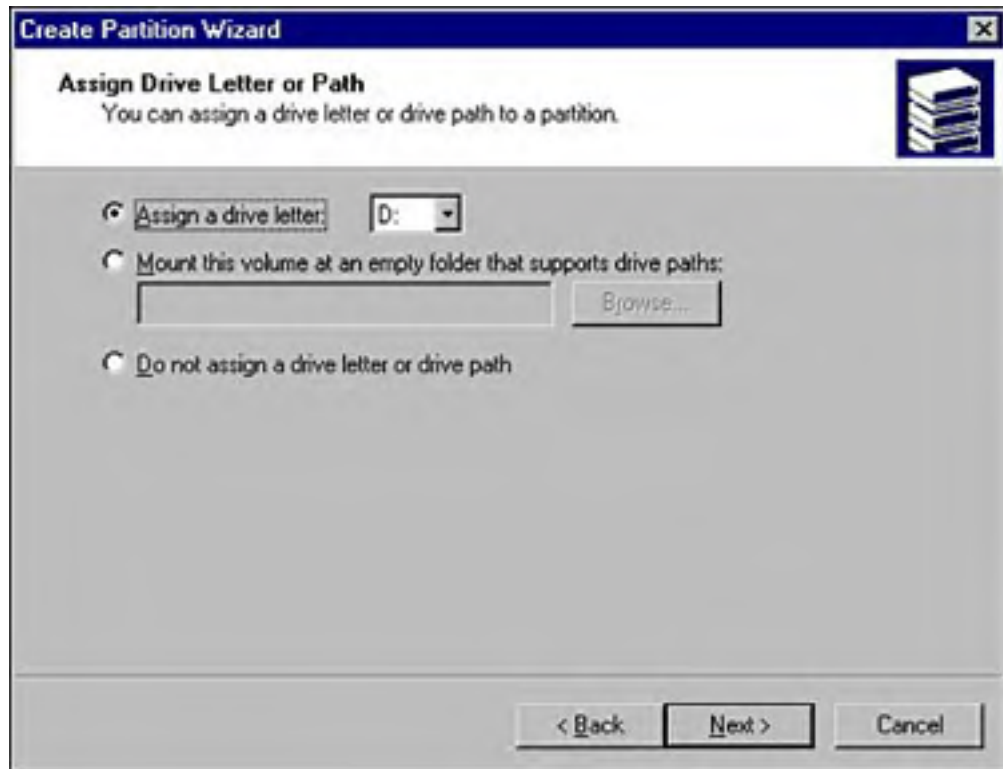 Create Partition Wizard
Assign Drive Letter or Path
You can assign a drive letter or drive path to a partition.
Assign a drive letter: D:
Mount this volume at an empty folder that supports drive paths:
Browse...
Do not assign a drive letter or drive path
< Back Next > Cancel